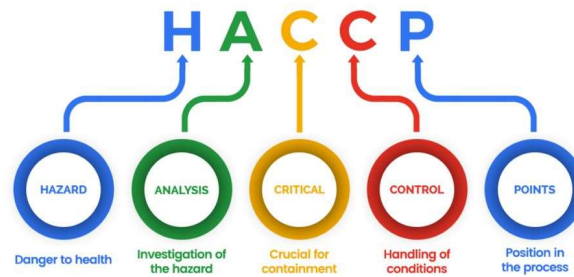 HACCP
HAZARD
ANALYSIS
CRITICAL
CONTROL
POINTS
Danger to health
Investigation of
the hazard
Crucial for
containment
Handling of
conditions
Position in
the process